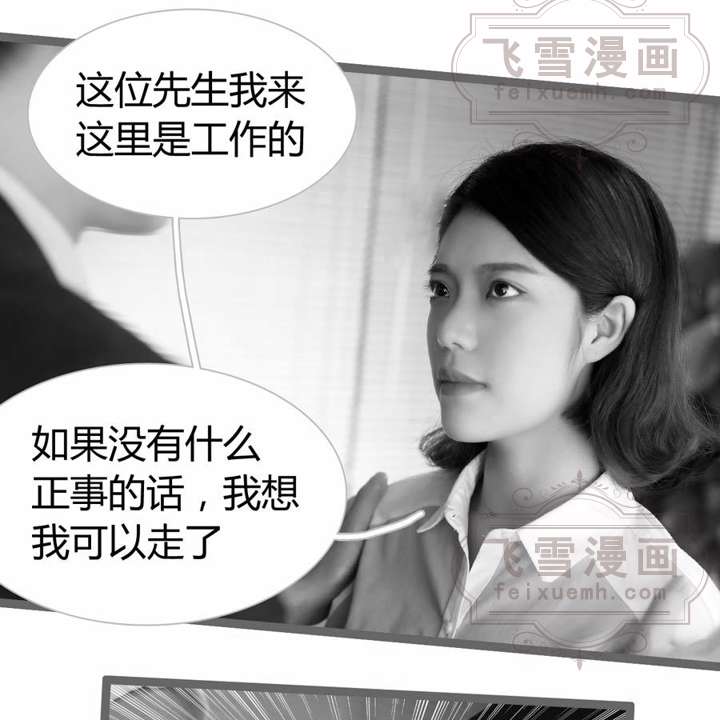 飞雪漫画
feixuemh.com
这位先生我来
这里是工作的
如果没有什么
正事的话，我想
我可以走了
飞雪漫画
feixuemh.com